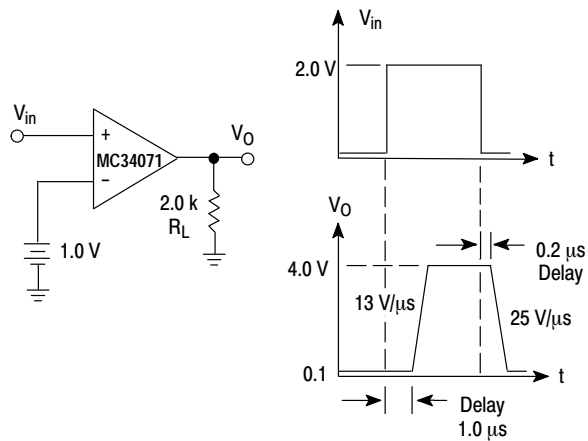 V_in
2.0 V
t
V_in
+
MC34071
−
V_O
2.0 k
R_L
1.0 V
V_O
4.0 V
13 V/μs
25 V/μs
0.2 μs
Delay
0.1
t
Delay
1.0 μs